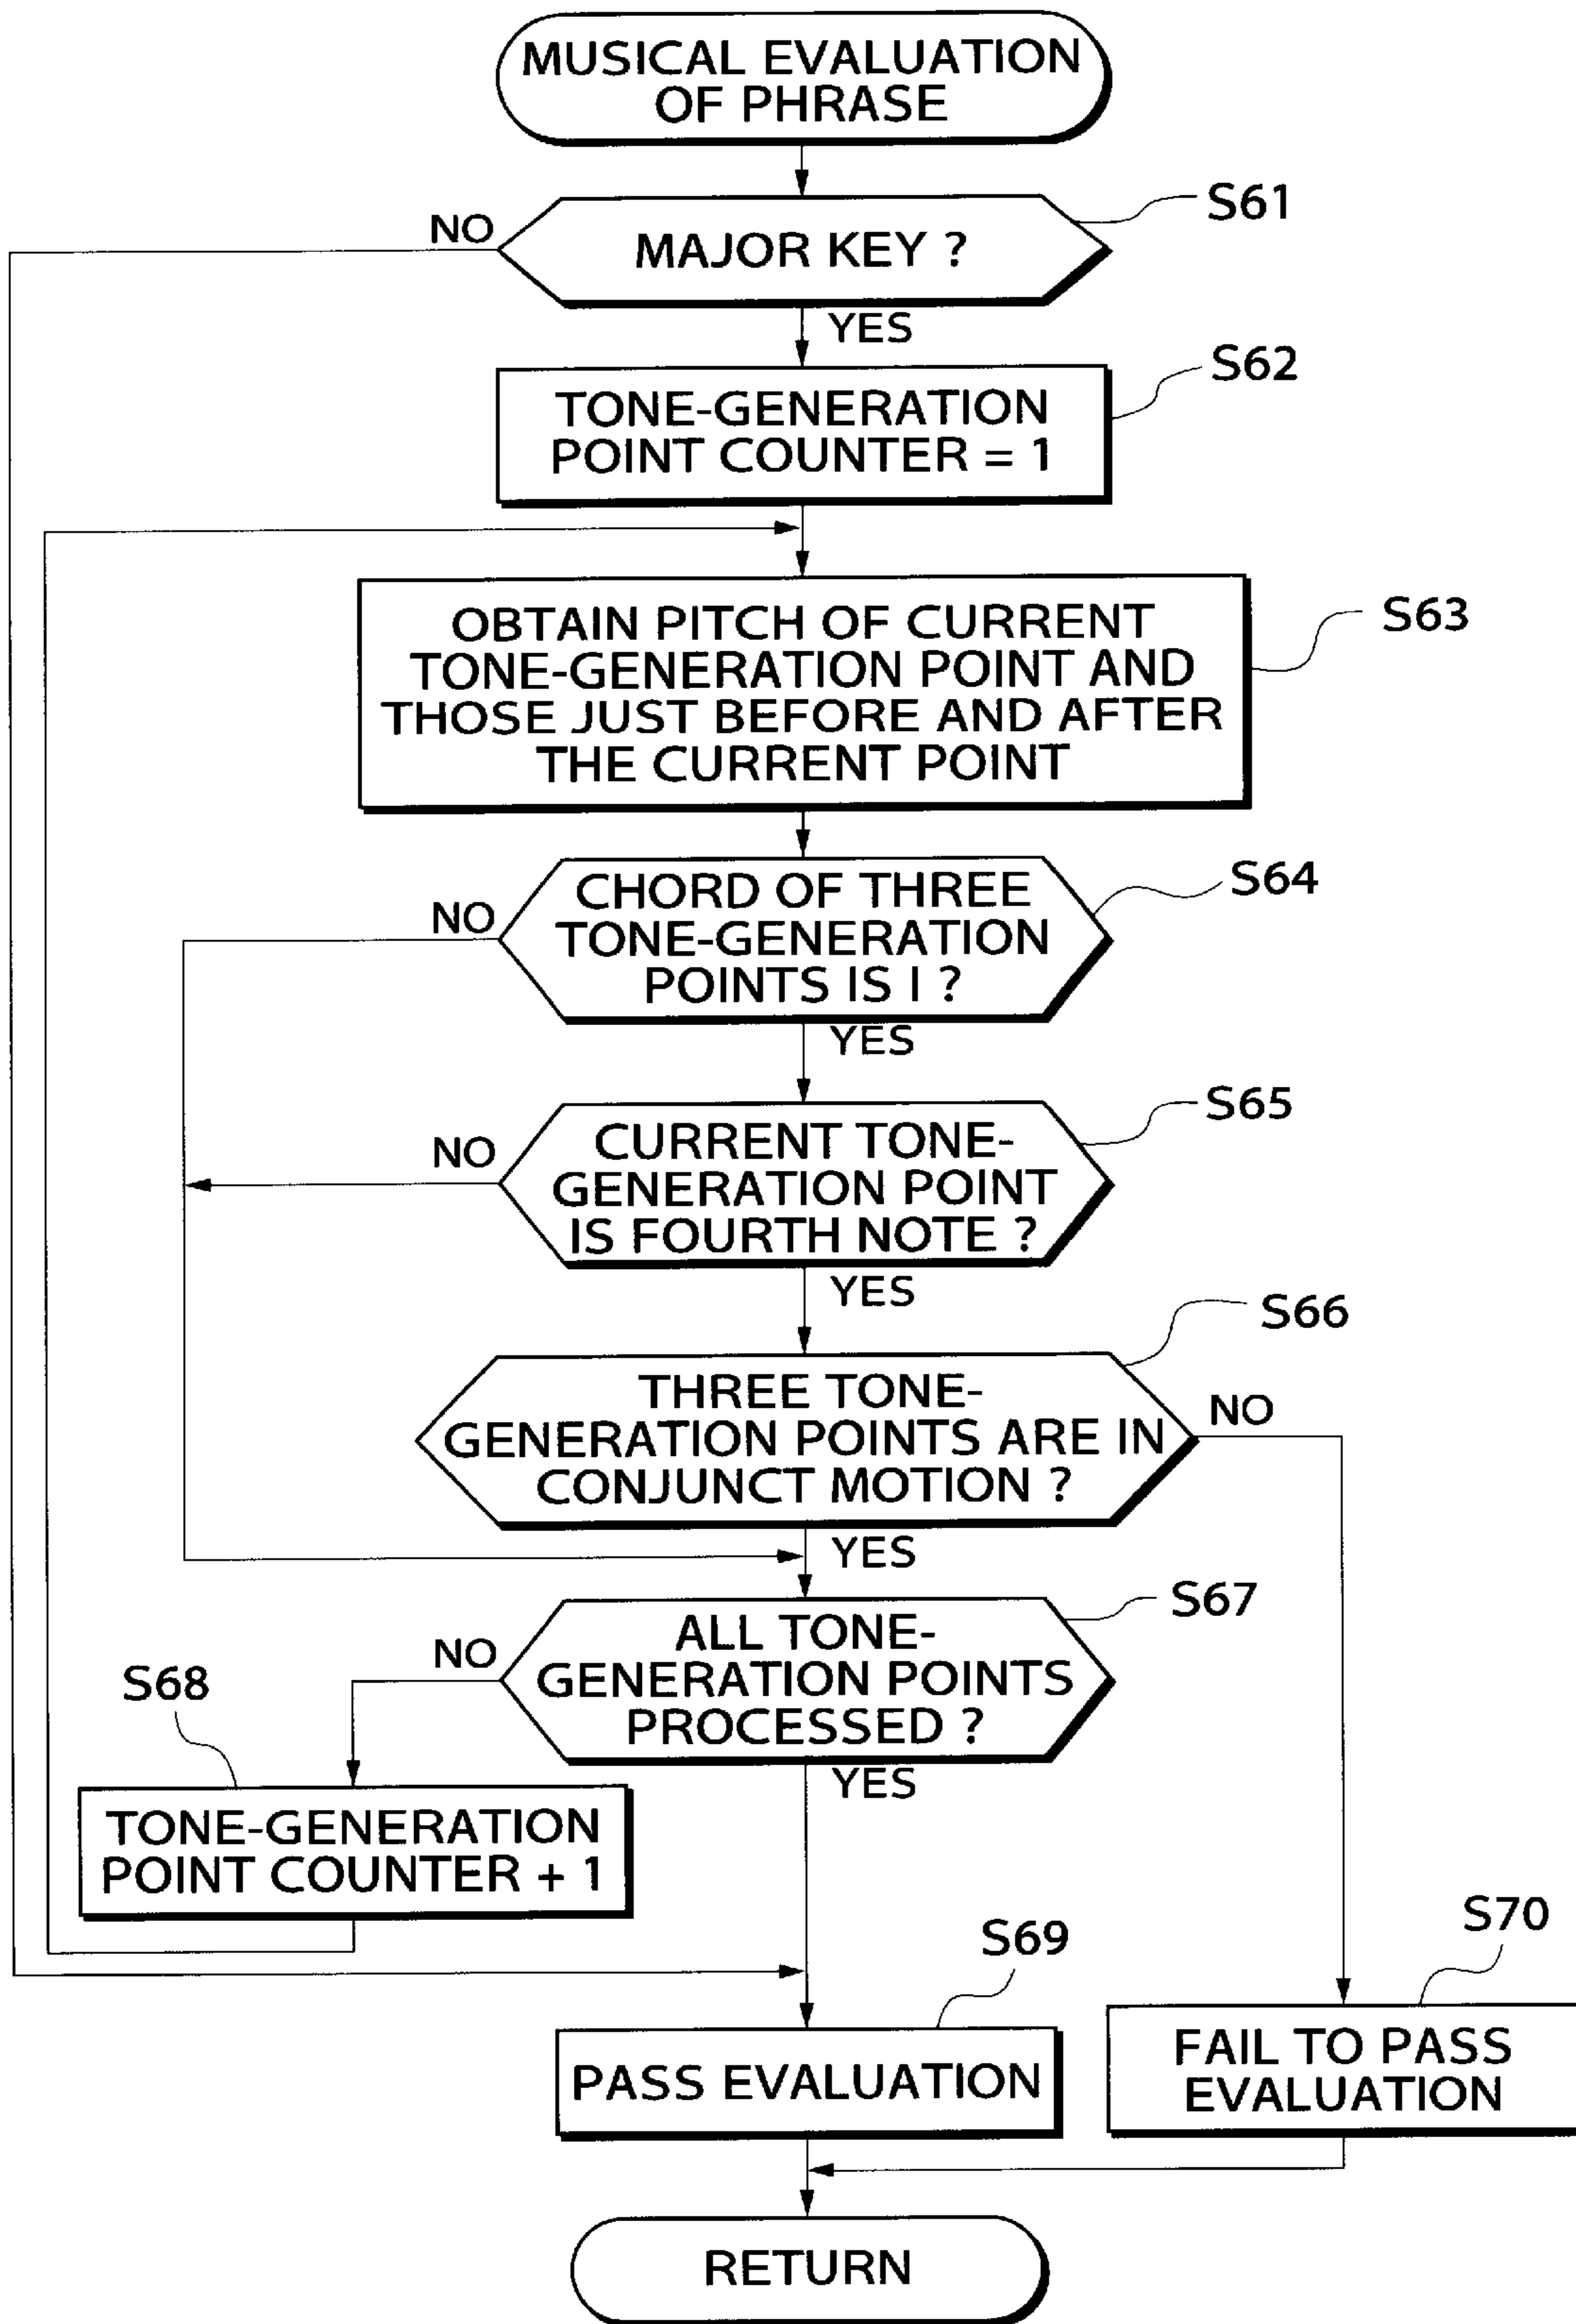 MUSICAL EVALUATION
OF PHRASE
S61
NO
MAJOR KEY ?
YES
S62
TONE-GENERATION
POINT COUNTER = 1
S63
OBTAIN PITCH OF CURRENT
TONE-GENERATION POINT AND
THOSE JUST BEFORE AND AFTER
THE CURRENT POINT
S64
NO
CHORD OF THREE
TONE-GENERATION
POINTS IS I ?
YES
S65
NO
CURRENT TONE-
GENERATION POINT
IS FOURTH NOTE ?
YES
S66
THREE TONE-
GENERATION POINTS ARE IN
CONJUNCT MOTION ?
NO
YES
S67
NO
ALL TONE-
GENERATION POINTS
PROCESSED ?
YES
S68
TONE-GENERATION
POINT COUNTER + 1
S69
PASS EVALUATION
S70
FAIL TO PASS
EVALUATION
RETURN